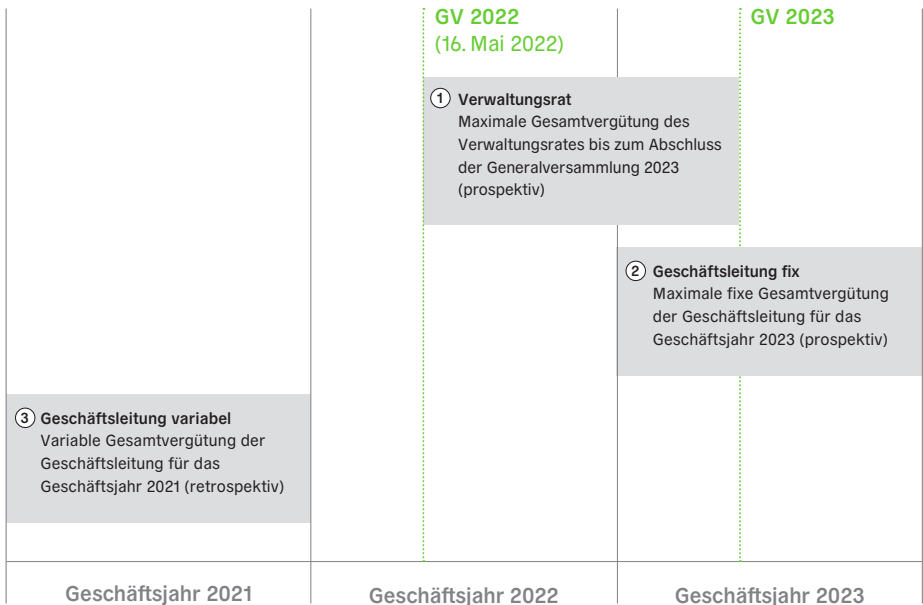 GV 2022
(16. Mai 2022)
GV 2023
1 Verwaltungsrat
Maximale Gesamtvergütung des
Verwaltungsrates bis zum Abschluss
der Generalversammlung 2023
(prospektiv)
2 Geschäftsleitung fix
Maximale fixe Gesamtvergütung
der Geschäftsleitung für das
Geschäftsjahr 2023 (prospektiv)
3 Geschäftsleitung variabel
Variable Gesamtvergütung der
Geschäftsleitung für das
Geschäftsjahr 2021 (retrospektiv)
Geschäftsjahr 2021
Geschäftsjahr 2022
Geschäftsjahr 2023